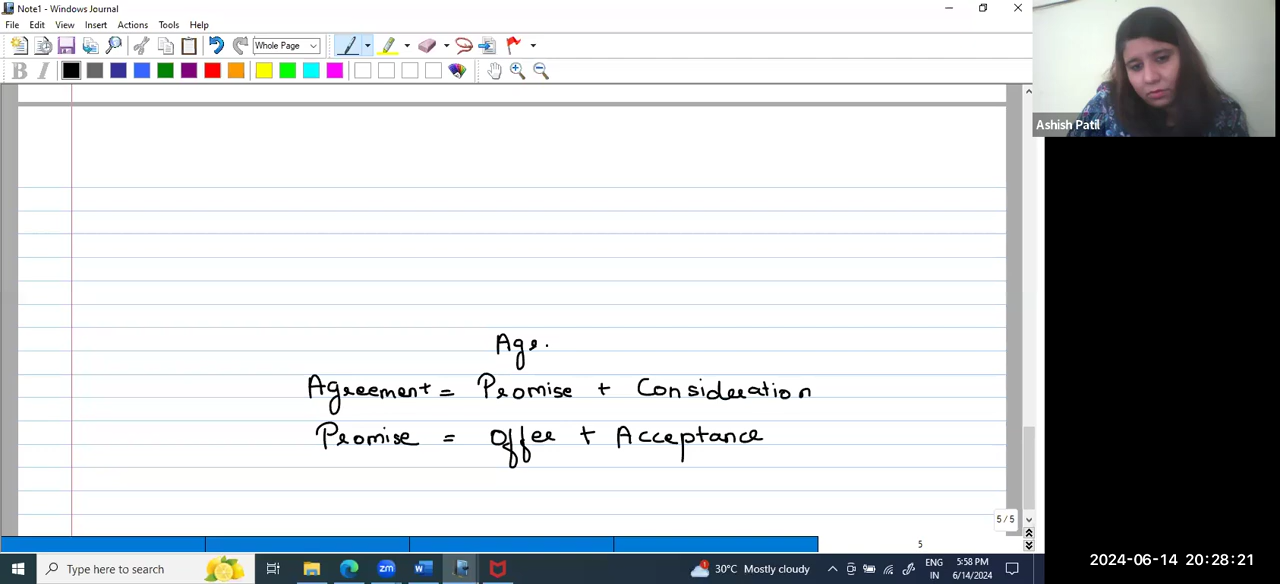 Note1 - Windows Journal
File Edit View Insert Actions Tools Help
Whole Page
B I
Ashish Patil
Agr.
Agreement = Promise + Consideration
Promise = Offer + Acceptance
5 / 5
5
Type here to search
W
30°C Mostly cloudy
ENG
IN
5:58 PM
6/14/2024
2024-06-14 20:28:21